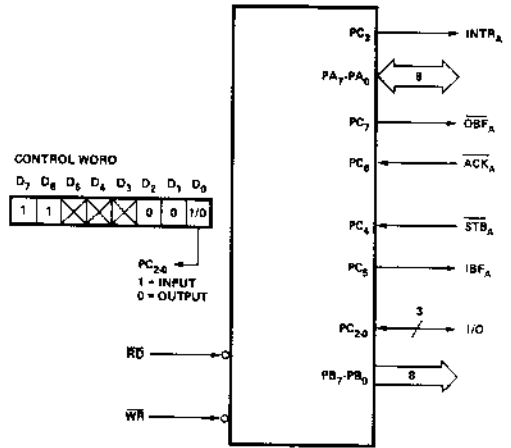 PC3 INTRA
PA7-PA0 8
PC7 OBFA
PC6 ACKA
CONTROL WORD
D7 D6 D5 D4 D3 D2 D1 D0
1 1 0 0 1/0
PC4 STBA
PC2-0
1 = INPUT
0 = OUTPUT
PC5 IBFA
3
PC2-0 I/O
RD
PB7-PB0 8
WR